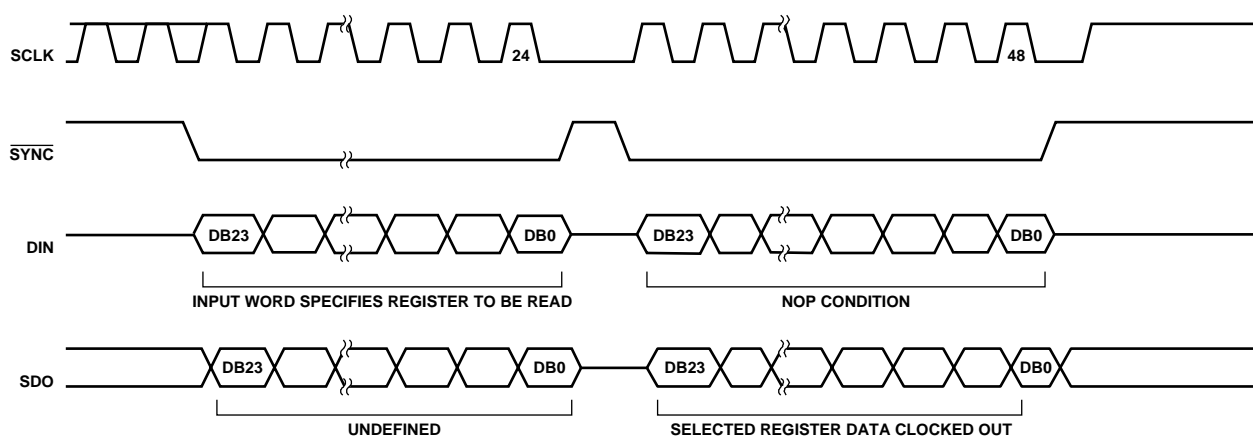 SCLK
24
48
SYNC
DIN
DB23
DB0
DB23
DB0
INPUT WORD SPECIFIES REGISTER TO BE READ
NOP CONDITION
SDO
DB23
DB0
DB23
DB0
UNDEFINED
SELECTED REGISTER DATA CLOCKED OUT